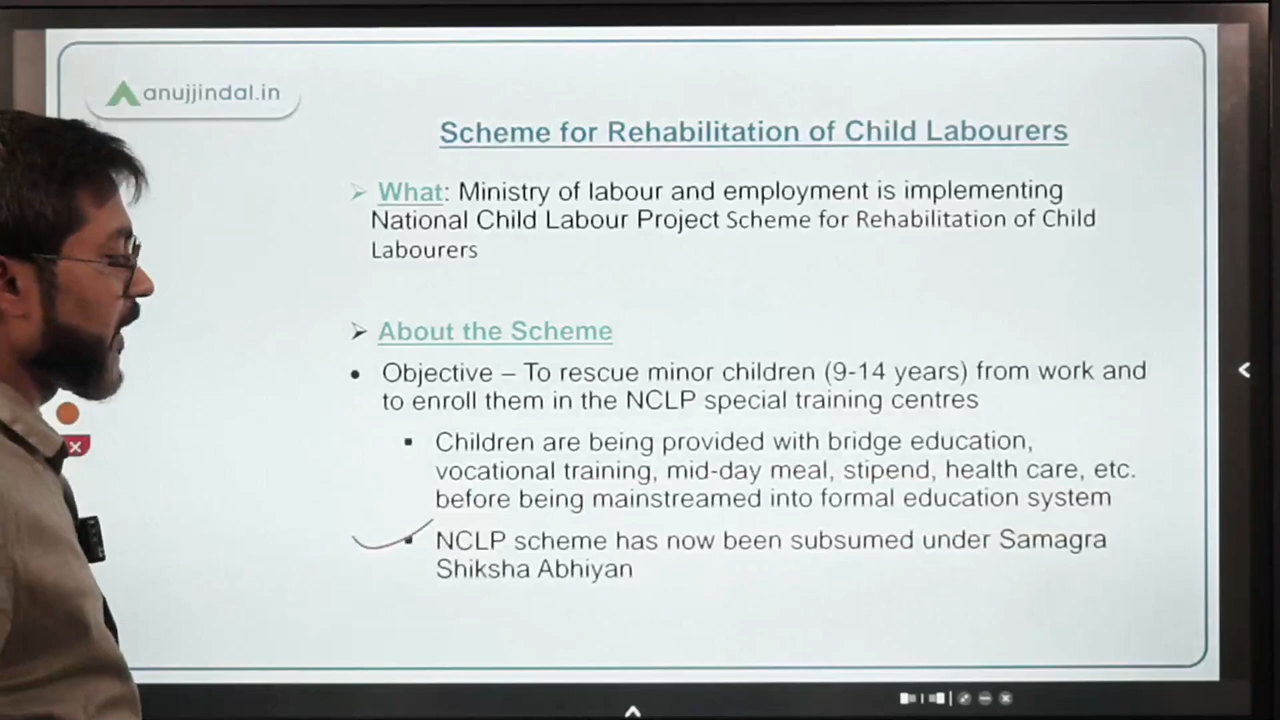 anujjindal.in
Scheme for Rehabilitation of Child Labourers
What: Ministry of labour and employment is implementing
National Child Labour Project Scheme for Rehabilitation of Child
Labourers
About the Scheme
Objective – To rescue minor children (9-14 years) from work and
to enroll them in the NCLP special training centres
Children are being provided with bridge education,
vocational training, mid-day meal, stipend, health care, etc.
before being mainstreamed into formal education system
NCLP scheme has now been subsumed under Samagra
Shiksha Abhiyan